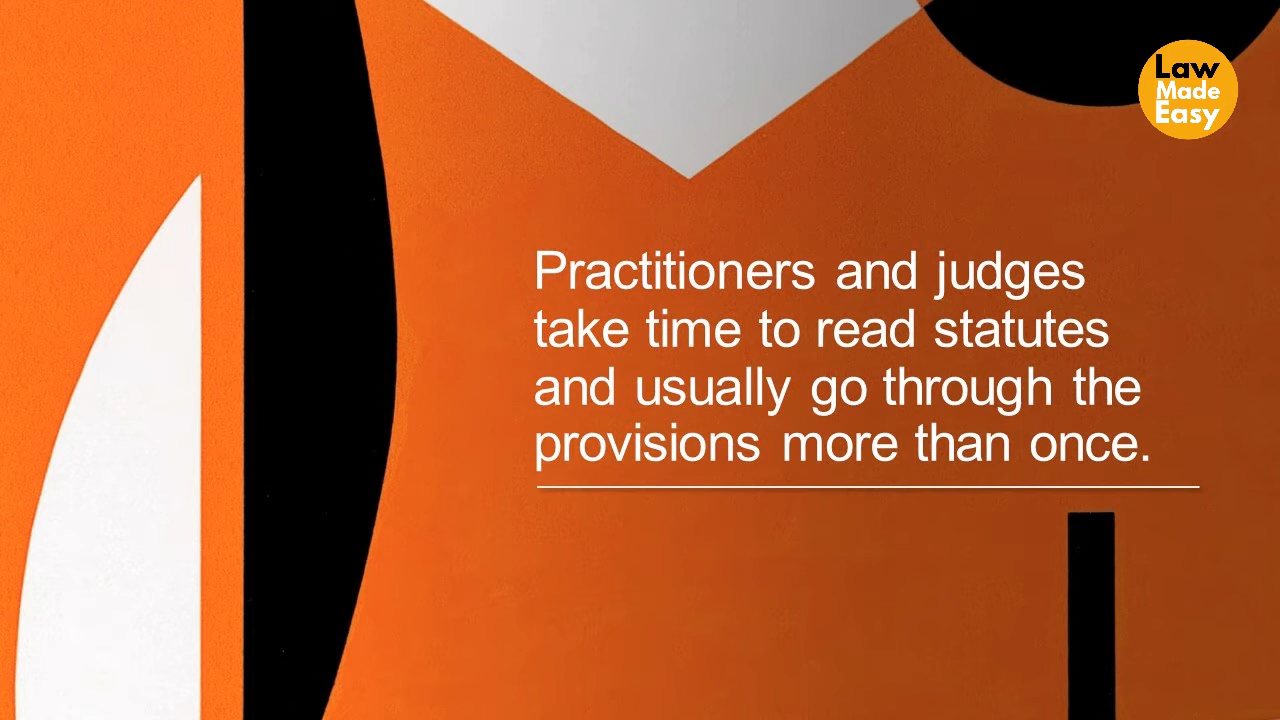 Law
Made
Easy
Practitioners and judges
take time to read statutes
and usually go through the
provisions more than once.